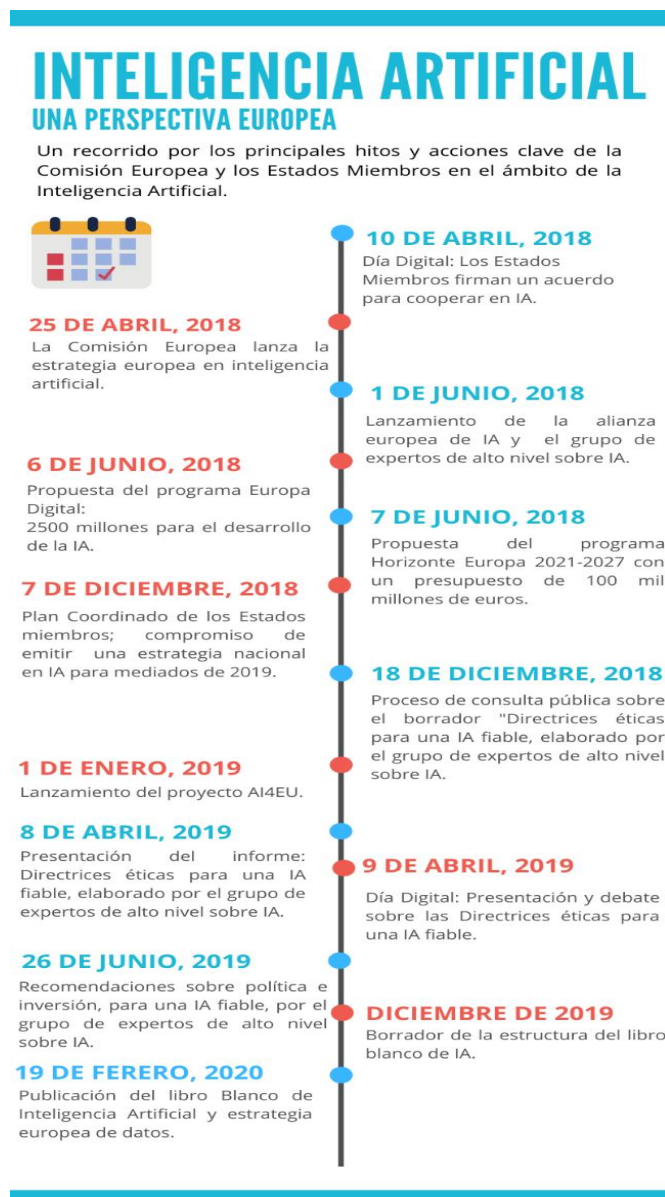 INTELIGENCIA ARTIFICIAL
UNA PERSPECTIVA EUROPEA
Un recorrido por los principales hitos y acciones clave de la
Comisión Europea y los Estados Miembros en el ámbito de la
Inteligencia Artificial.
10 DE ABRIL, 2018
Día Digital: Los Estados
Miembros firman un acuerdo
para cooperar en IA.
25 DE ABRIL, 2018
La Comisión Europea lanza la
estrategia europea en inteligencia
artificial.
1 DE JUNIO, 2018
Lanzamiento de la alianza
europea de IA y el grupo de
expertos de alto nivel sobre IA.
6 DE JUNIO, 2018
Propuesta del programa Europa
Digital:
2500 millones para el desarrollo
de la IA.
7 DE JUNIO, 2018
Propuesta del programa
Horizonte Europa 2021-2027 con
un presupuesto de 100 mil
millones de euros.
7 DE DICIEMBRE, 2018
Plan Coordinado de los Estados
miembros; compromiso de
emitir una estrategia nacional
en IA para mediados de 2019.
18 DE DICIEMBRE, 2018
Proceso de consulta pública sobre
el borrador "Directrices éticas
para una IA fiable, elaborado por
el grupo de expertos de alto nivel
sobre IA.
1 DE ENERO, 2019
Lanzamiento del proyecto AI4EU.
8 DE ABRIL, 2019
Presentación del informe:
Directrices éticas para una IA
fiable, elaborado por el grupo de
expertos de alto nivel sobre IA.
9 DE ABRIL, 2019
Día Digital: Presentación y debate
sobre las Directrices éticas para
una IA fiable.
26 DE JUNIO, 2019
Recomendaciones sobre política e
inversión, para una IA fiable, por el
grupo de expertos de alto nivel
sobre IA.
DICIEMBRE DE 2019
Borrador de la estructura del libro
blanco de IA.
19 DE FERERO, 2020
Publicación del libro Blanco de
Inteligencia Artificial y estrategia
europea de datos.